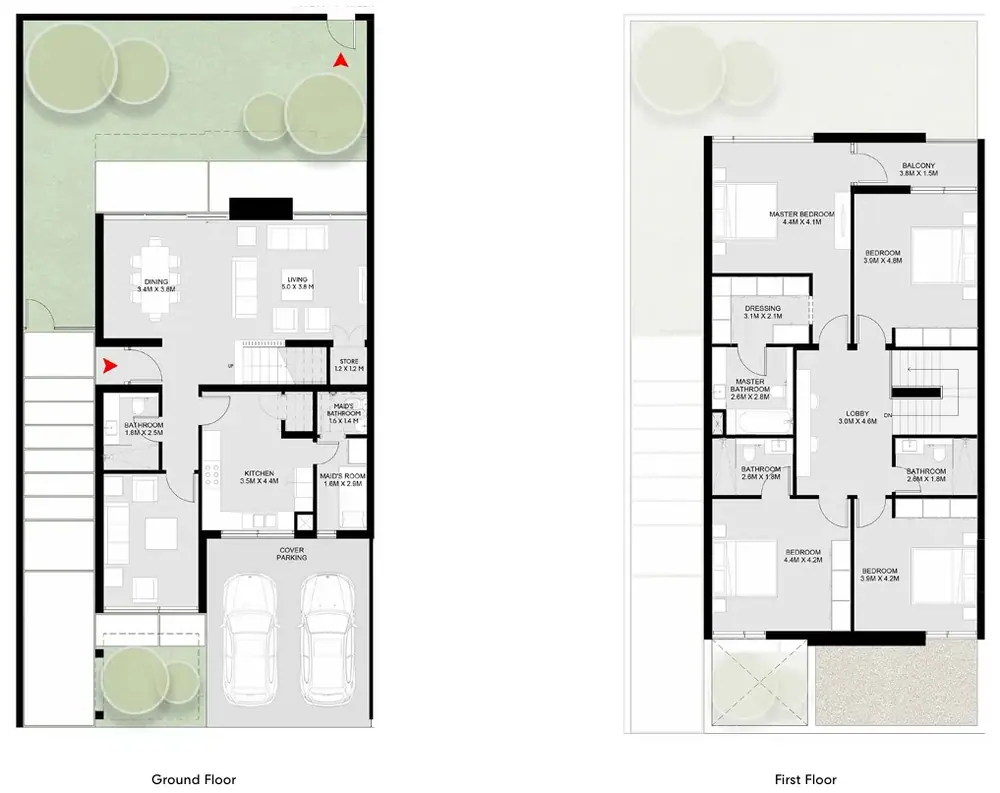 DINING
3.4M X 3.8M
LIVING
5.0 X 3.8 M
UP
STORE
1.2 X 1.2 M
BATHROOM
1.8M X 2.5M
MAID'S
BATHROOM
1.6 X 1.4 M
KITCHEN
3.5M X 4.4M
MAID'S ROOM
1.6M X 2.9M
COVER
PARKING
Ground Floor
BALCONY
3.8M X 1.5M
MASTER BEDROOM
4.4M X 4.1M
BEDROOM
3.9M X 4.8M
DRESSING
3.1M X 2.1M
MASTER
BATHROOM
2.6M X 2.8M
LOBBY
3.0M X 4.6M
DN
BATHROOM
2.6M X 1.8M
BATHROOM
2.6M X 1.8M
BEDROOM
4.4M X 4.2M
BEDROOM
3.9M X 4.2M
First Floor